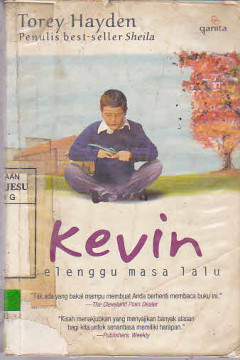 Torey Hayden
qanita
Penulis best-seller Sheila
AAN
JESU
G
Kevin
elenggu masa lalu
"Tak ada yang bakal mampu membuat Anda berhenti membaca buku ini."
—The Cleveland Plain Dealer
"Kisah menakjubkan yang menyajikan banyak alasan
bagi kita untuk senantiasa memiliki harapan."
—Publishers Weekly